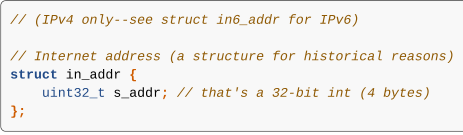 // (IPv4 only--see struct in6_addr for IPv6)

// Internet address (a structure for historical reasons)
struct in_addr {
    uint32_t s_addr; // that's a 32-bit int (4 bytes)
};